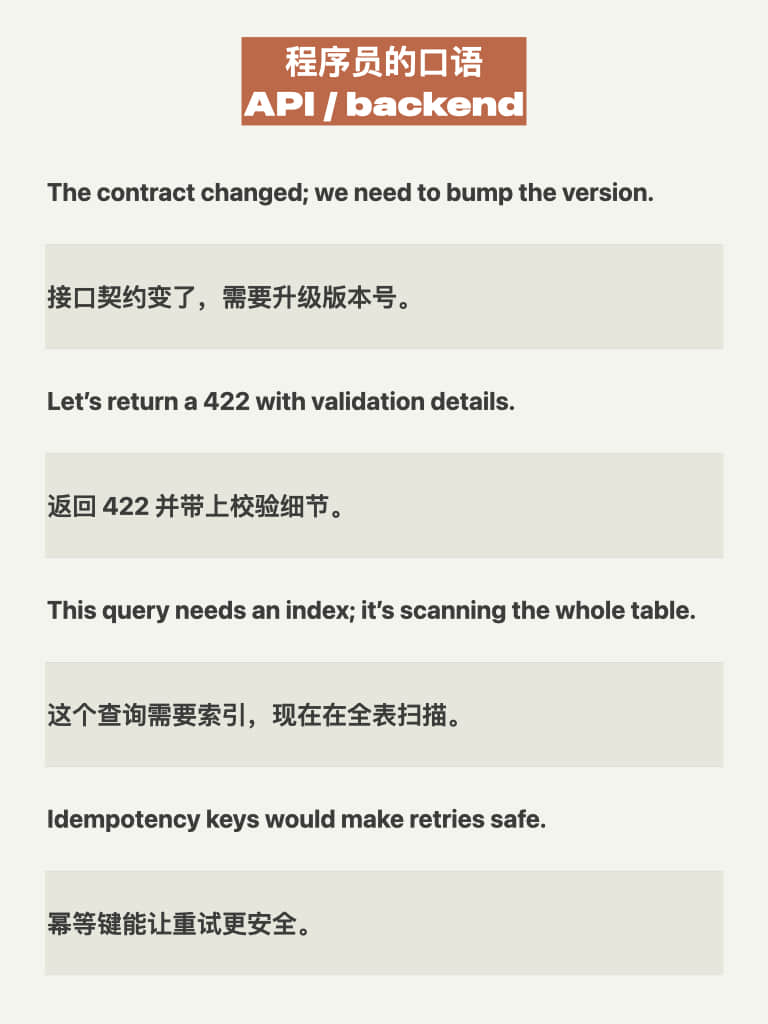 程序员的口语
API / backend
The contract changed; we need to bump the version.
接口契约变了，需要升级版本号。
Let’s return a 422 with validation details.
返回 422 并带上校验细节。
This query needs an index; it’s scanning the whole table.
这个查询需要索引，现在在全表扫描。
Idempotency keys would make retries safe.
幂等键能让重试更安全。